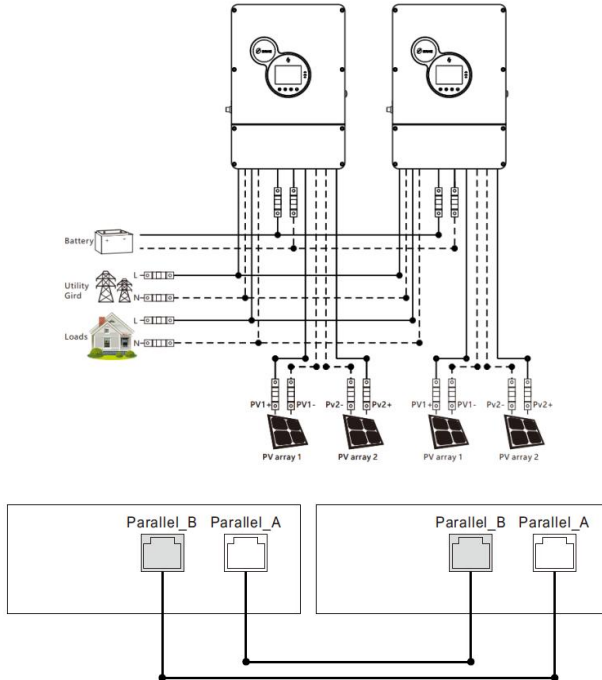 Battery
Utility
Gird
L
N
Loads
L
N
PV1+ PV1- Pv2- Pv2+ PV1+ PV1- Pv2- Pv2+
PV array 1 PV array 2 PV array 1 PV array 2
Parallel_B Parallel_A Parallel_B Parallel_A